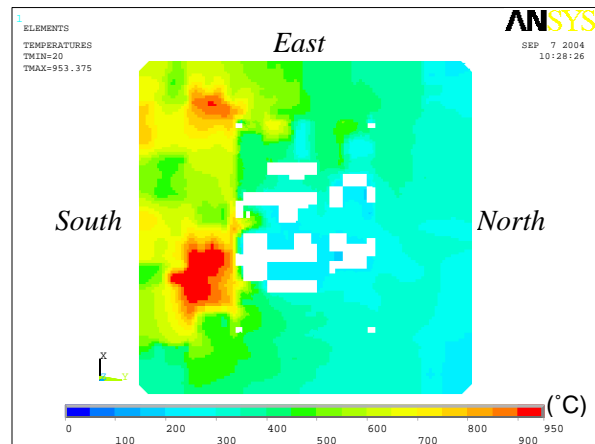 1
ELEMENTS
TEMPERATURES
TMIN=20
TMAX=953.375
ANSYS
SEP 7 2004
10:28:26
East
South
North
X
Z Y
(°C)
0 200 400 600 800 950
100 300 500 700 900